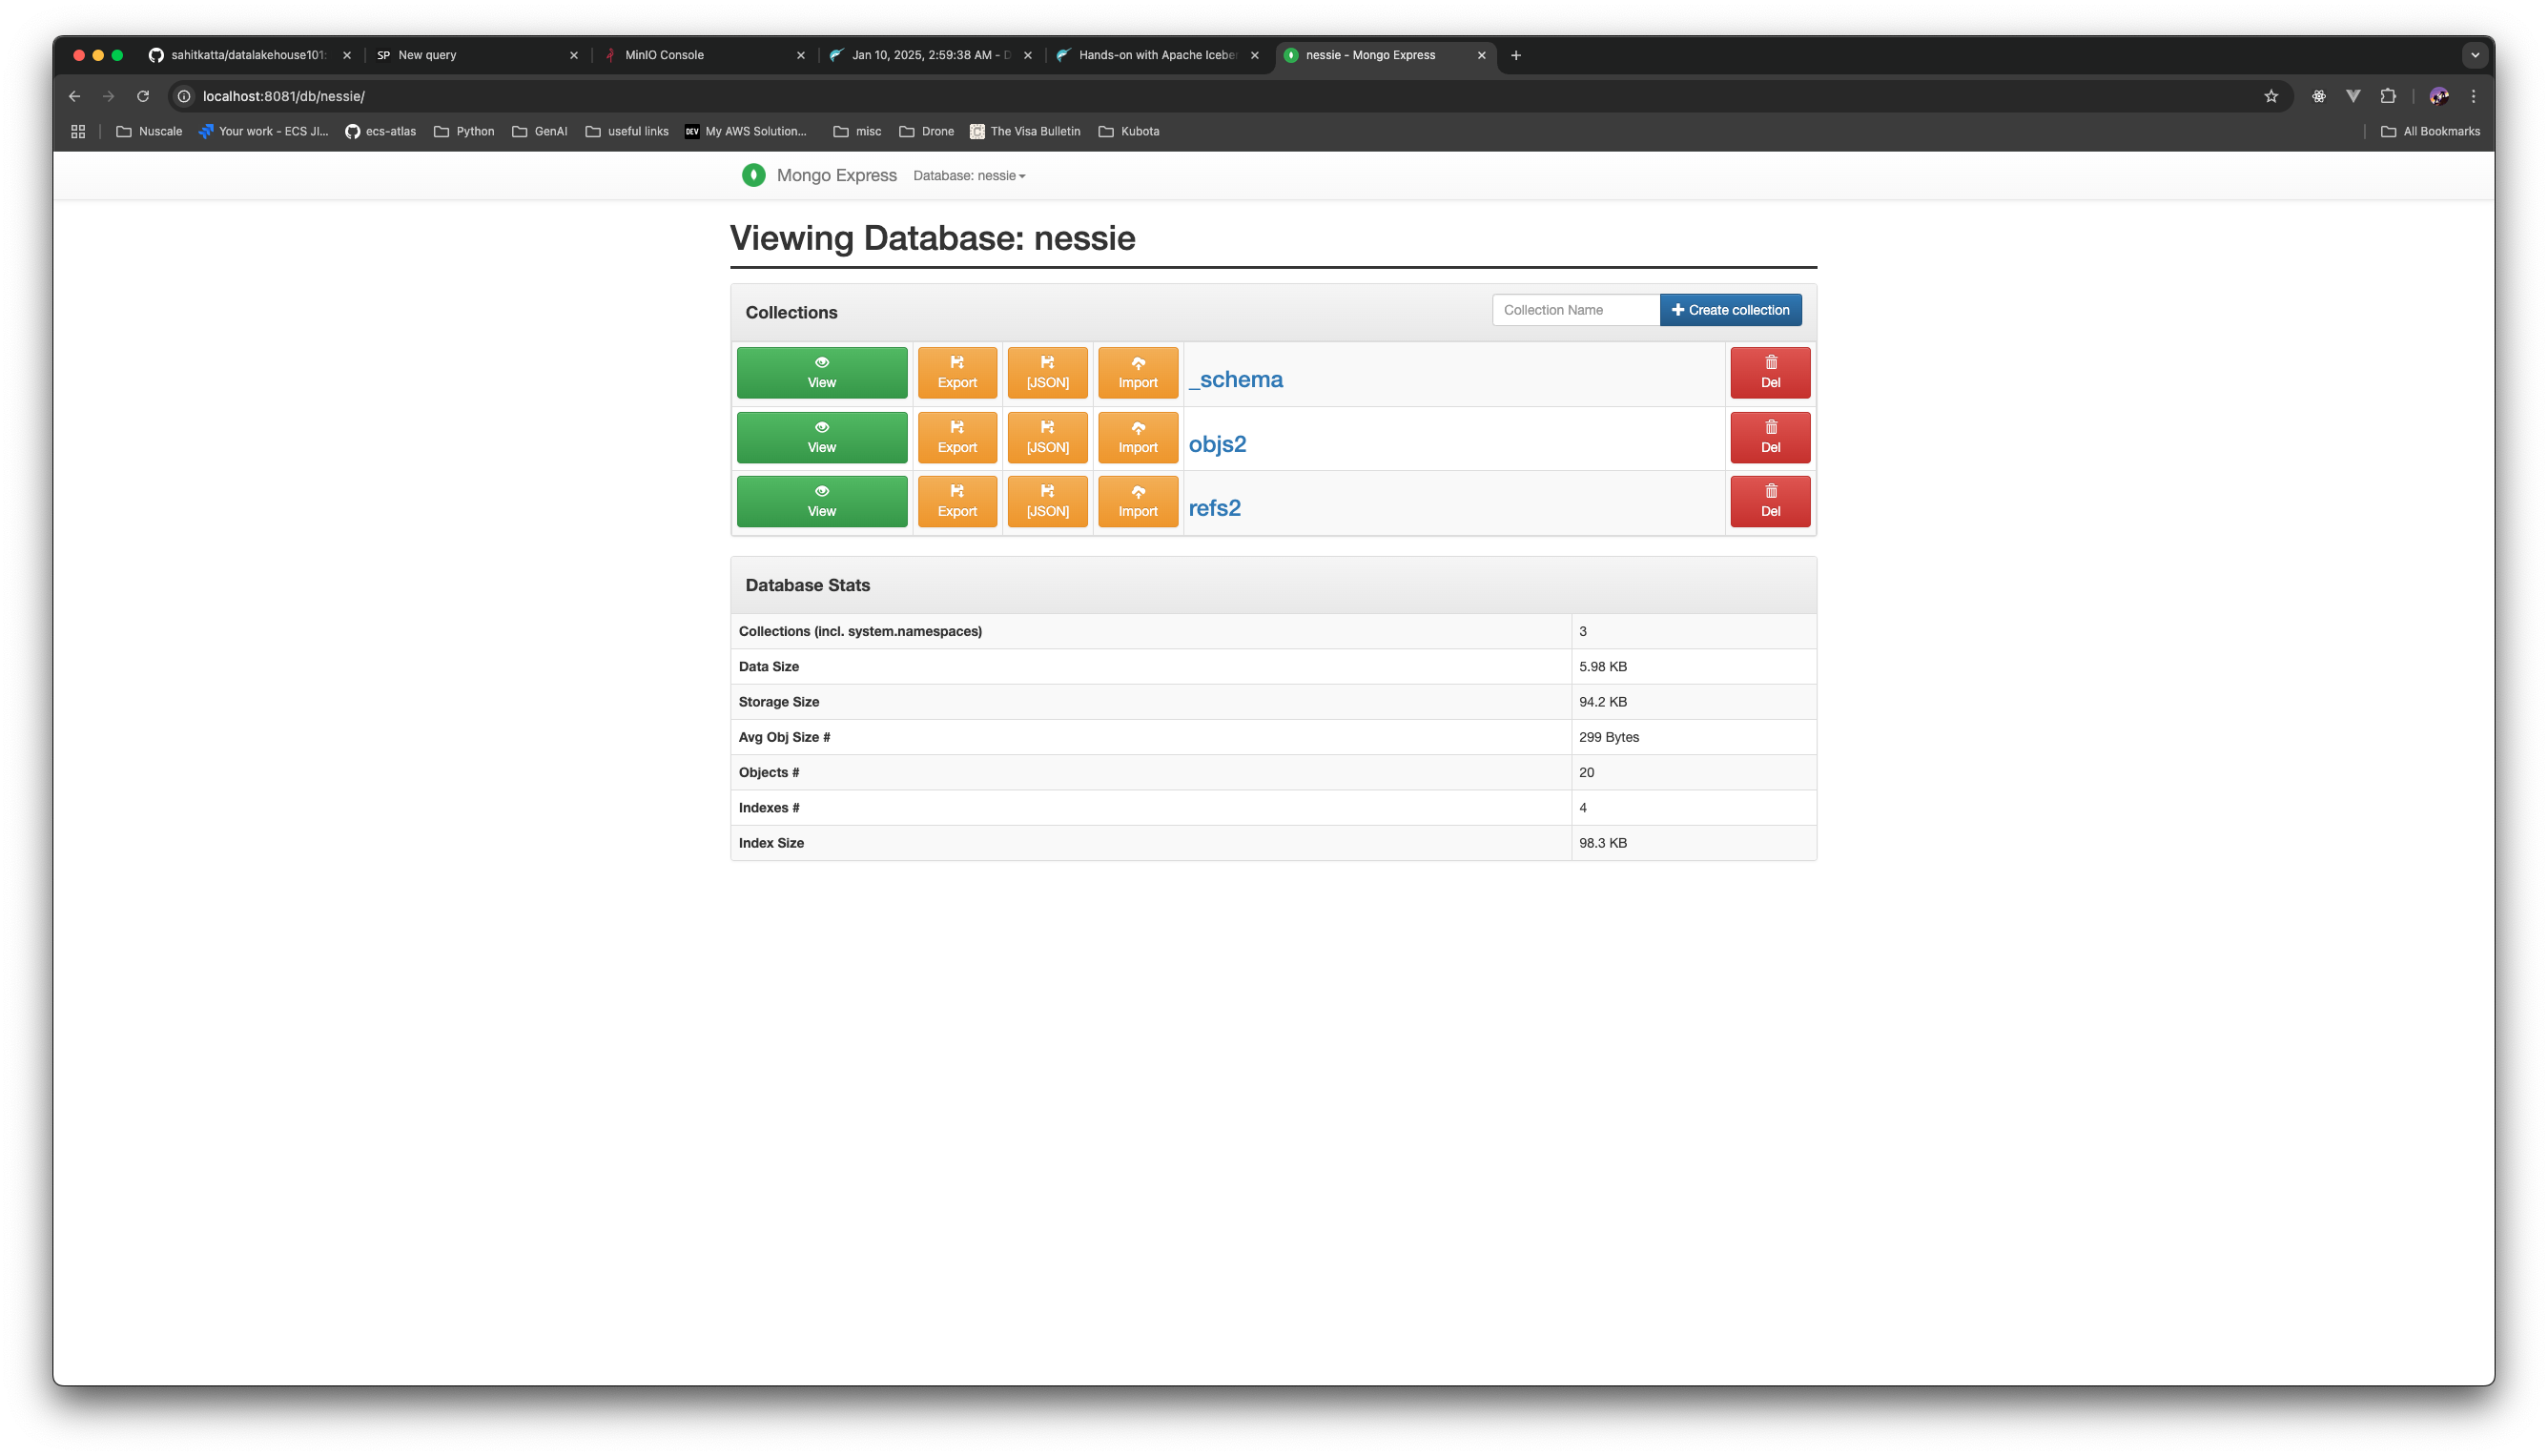 sahitkatta/datalakehouse101:
SP New query
MinIO Console
Jan 10, 2025, 2:59:38 AM - D
Hands-on with Apache Iceber
nessie - Mongo Express
localhost:8081/db/nessie/
Nuscale
Your work - ECS JI...
ecs-atlas
Python
GenAI
useful links
DEV My AWS Solution...
misc
Drone
The Visa Bulletin
Kubota
All Bookmarks
Mongo Express
Database: nessie
Viewing Database: nessie
Collections
Collection Name
Create collection
View Export [JSON] Import _schema Del
View Export [JSON] Import objs2 Del
View Export [JSON] Import refs2 Del
Database Stats
Collections (incl. system.namespaces) 3
Data Size 5.98 KB
Storage Size 94.2 KB
Avg Obj Size # 299 Bytes
Objects # 20
Indexes # 4
Index Size 98.3 KB